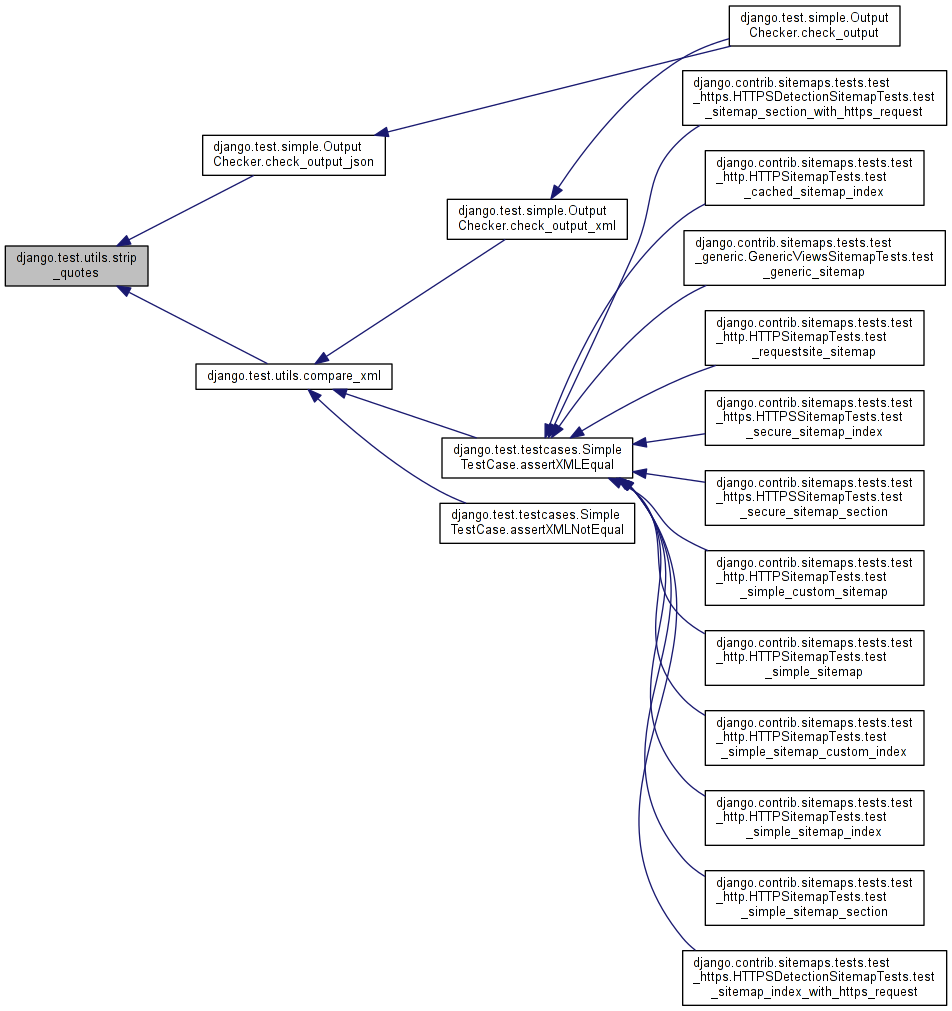 django.test.simple.Output
Checker.check_output
django.contrib.sitemaps.tests.test
_https.HTTPSDetectionSitemapTests.test
_sitemap_section_with_https_request
django.test.simple.Output
Checker.check_output_json
django.contrib.sitemaps.tests.test
_http.HTTPSitemapTests.test
_cached_sitemap_index
django.test.simple.Output
Checker.check_output_xml
django.contrib.sitemaps.tests.test
_generic.GenericViewsSitemapTests.test
_generic_sitemap
django.test.utils.strip
_quotes
django.contrib.sitemaps.tests.test
_http.HTTPSitemapTests.test
_requestsite_sitemap
django.test.utils.compare_xml
django.contrib.sitemaps.tests.test
_https.HTTPSSitemapTests.test
_secure_sitemap_index
django.test.testcases.Simple
TestCase.assertXMLEqual
django.contrib.sitemaps.tests.test
_https.HTTPSSitemapTests.test
_secure_sitemap_section
django.test.testcases.Simple
TestCase.assertXMLNotEqual
django.contrib.sitemaps.tests.test
_http.HTTPSitemapTests.test
_simple_custom_sitemap
django.contrib.sitemaps.tests.test
_http.HTTPSitemapTests.test
_simple_sitemap
django.contrib.sitemaps.tests.test
_http.HTTPSitemapTests.test
_simple_sitemap_custom_index
django.contrib.sitemaps.tests.test
_http.HTTPSitemapTests.test
_simple_sitemap_index
django.contrib.sitemaps.tests.test
_http.HTTPSitemapTests.test
_simple_sitemap_section
django.contrib.sitemaps.tests.test
_https.HTTPSDetectionSitemapTests.test
_sitemap_index_with_https_request